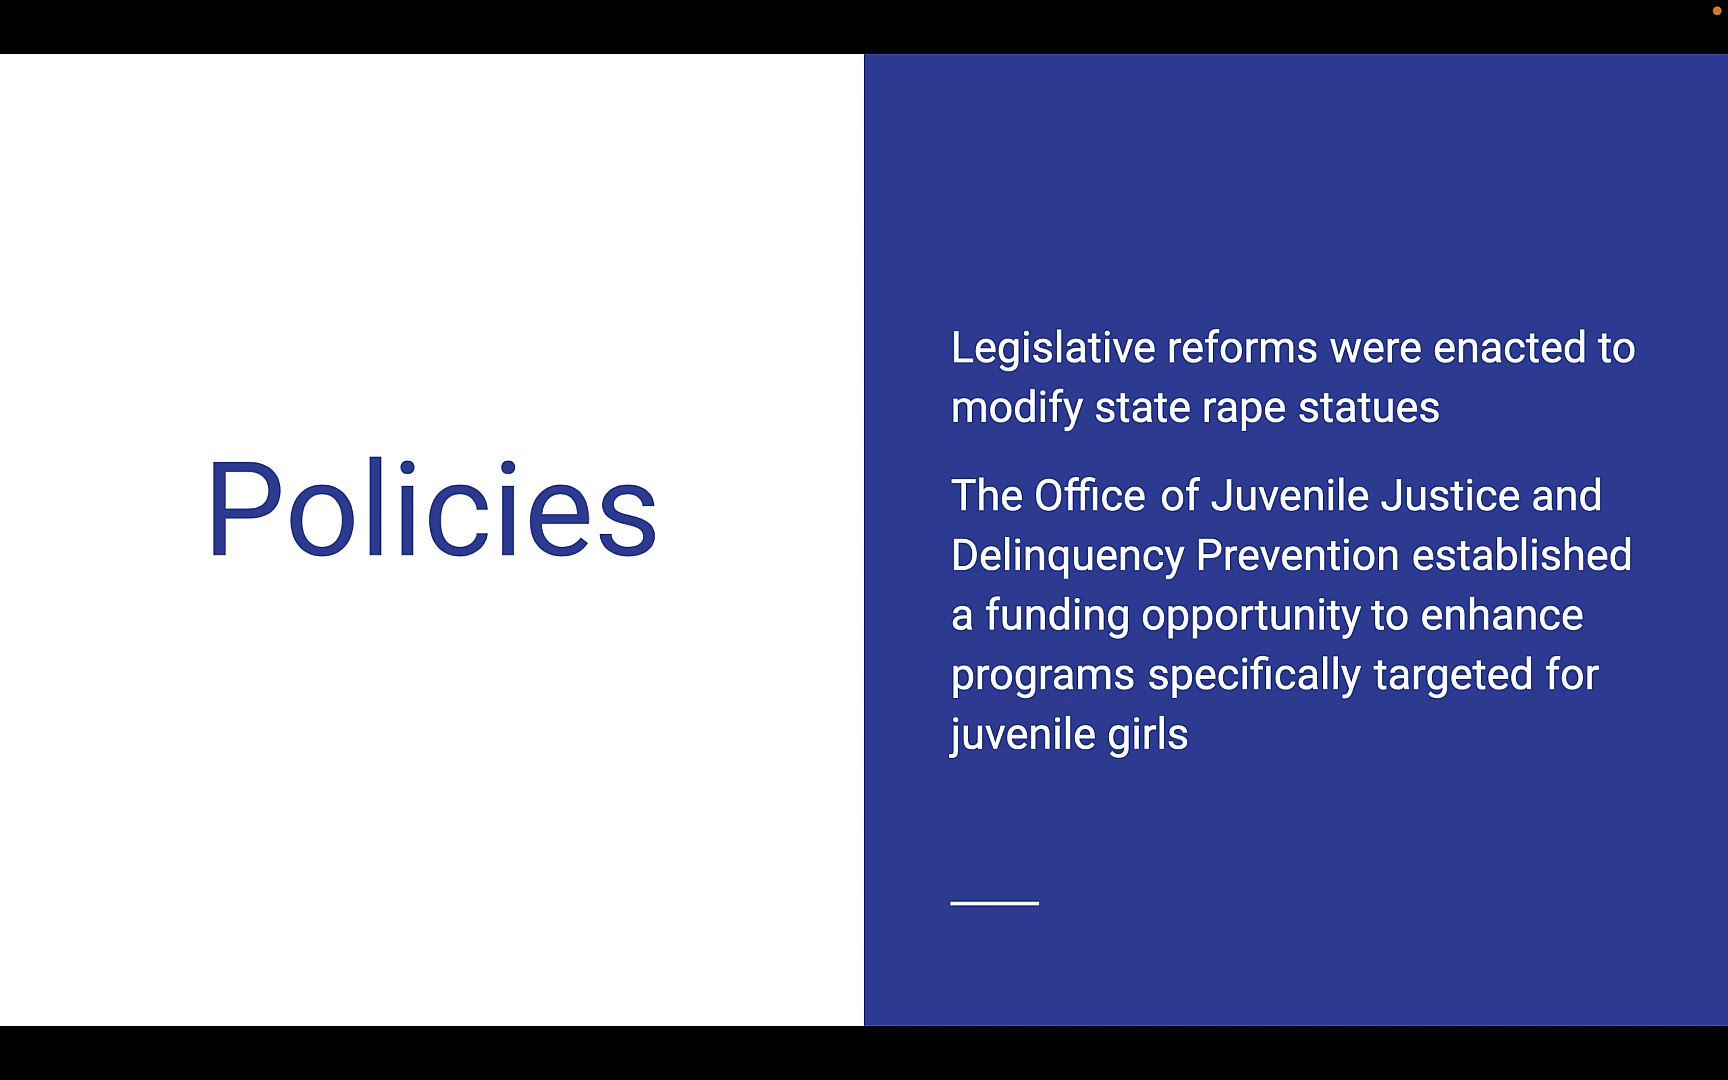 Policies
Legislative reforms were enacted to
modify state rape statues
The Office of Juvenile Justice and
Delinquency Prevention established
a funding opportunity to enhance
programs specifically targeted for
juvenile girls